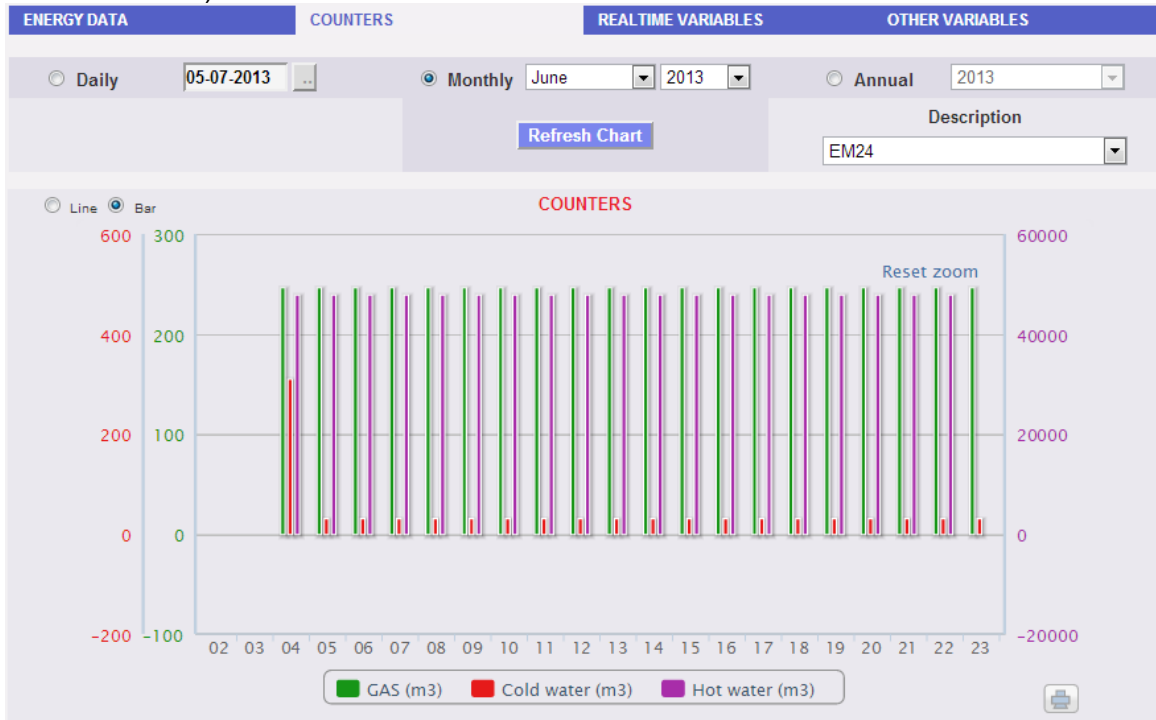 ENERGY DATA COUNTERS REALTIME VARIABLES OTHER VARIABLES
Daily 05-07-2013 .. Monthly June 2013 Annual 2013
Refresh Chart Description
EM24
Line Bar COUNTERS
600 300 60000
Reset zoom
400 200 40000
200 100 20000
0 0 0
-200 -100 -20000
02 03 04 05 06 07 08 09 10 11 12 13 14 15 16 17 18 19 20 21 22 23
GAS (m3) Cold water (m3) Hot water (m3)